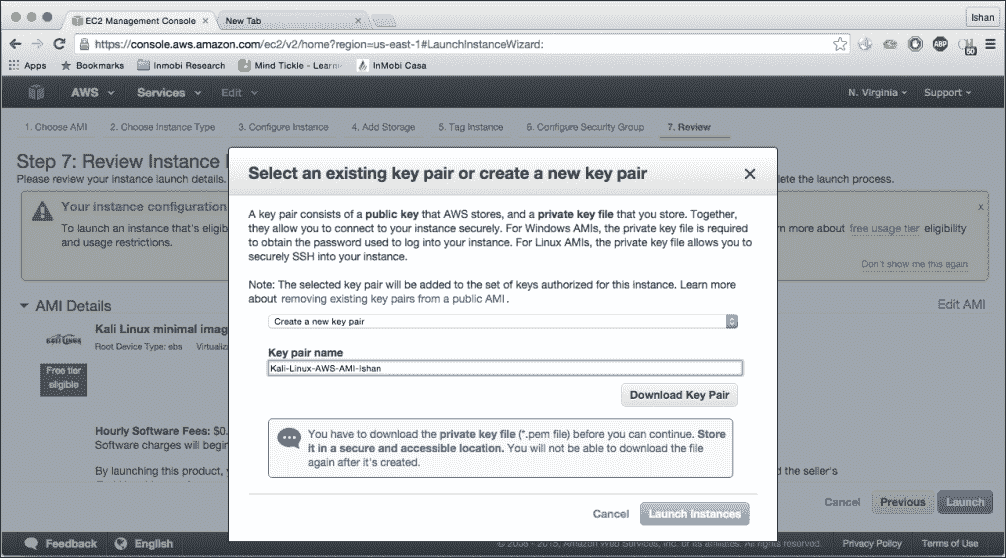 EC2 Management Console
New Tab
Ishan
https://console.aws.amazon.com/ec2/v2/home?region=us-east-1#LaunchInstanceWizard:
ABP
50
Apps
Bookmarks
Inmobi Research
Mind Tickle - Learn
InMobi Casa
AWS
Services
Edit
N. Virginia
Support
1. Choose AMI
2. Choose Instance Type
3. Configure Instance
4. Add Storage
5. Tag Instance
6. Configure Security Group
7. Review
Step 7: Review Instance
Please review your instance launch details.
lete the launch process.
Your instance configuration
x
To launch an instance that's eligib
rn more about free usage tier eligibility
and usage restrictions.
Don't show me this again
AMI Details
Edit AMI
KALI LINUX
Kali Linux minimal imag
Root Device Type: ebs Virtualiz
Free tier
eligible
Hourly Software Fees: $0.
Software charges will begin
By launching this product, y
d the seller's
Select an existing key pair or create a new key pair
A key pair consists of a public key that AWS stores, and a private key file that you store. Together,
they allow you to connect to your instance securely. For Windows AMIs, the private key file is required
to obtain the password used to log into your instance. For Linux AMIs, the private key file allows you to
securely SSH into your instance.
Note: The selected key pair will be added to the set of keys authorized for this instance. Learn more
about removing existing key pairs from a public AMI.
Create a new key pair
Key pair name
Kali-Linux-AWS-AMI-Ishan
Download Key Pair
You have to download the private key file (*.pem file) before you can continue. Store
it in a secure and accessible location. You will not be able to download the file
again after it's created.
Cancel
Launch Instances
Cancel
Previous
Launch
Feedback
English
© 2008 - 2015, Amazon Web Services, Inc. or its affiliates. All rights reserved.
Privacy Policy
Terms of Use